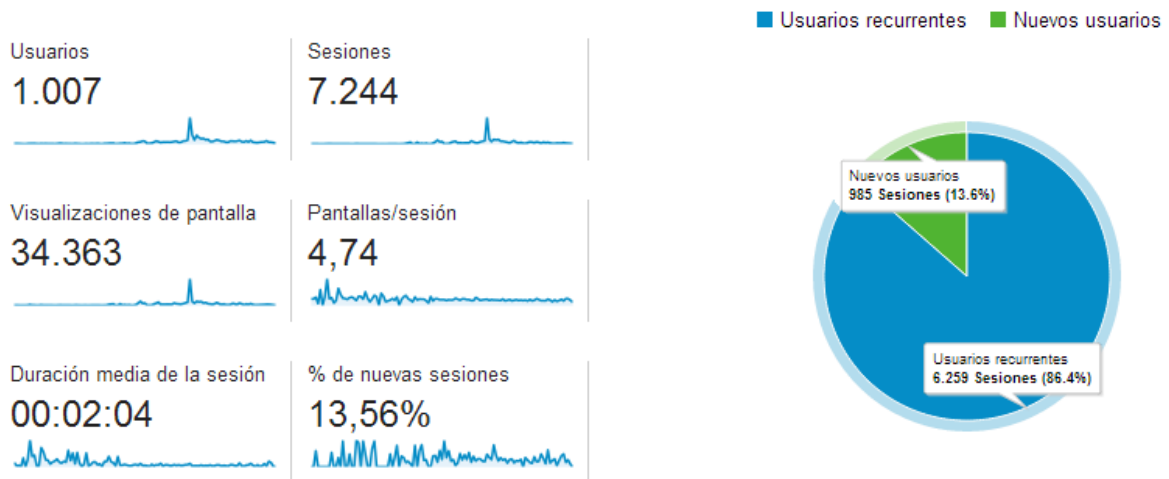 Usuarios recurrentes Nuevos usuarios
Usuarios
1.007
Sesiones
7.244
Visualizaciones de pantalla
34.363
Pantallas/sesión
4,74
Duración media de la sesión
00:02:04
% de nuevas sesiones
13,56%
Nuevos usuarios
985 Sesiones (13.6%)
Usuarios recurrentes
6.259 Sesiones (86.4%)